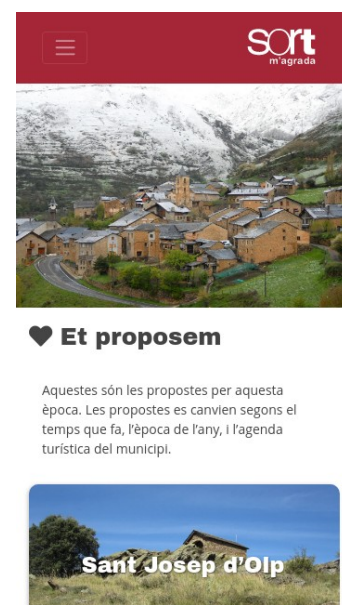 Sort
m'agrada
Et proposem
Aquestes són les propostes per aquesta
època. Les propostes es canvien segons el
temps que fa, l'època de l'any, i l'agenda
turística del municipi.
Sant Josep d'Olp